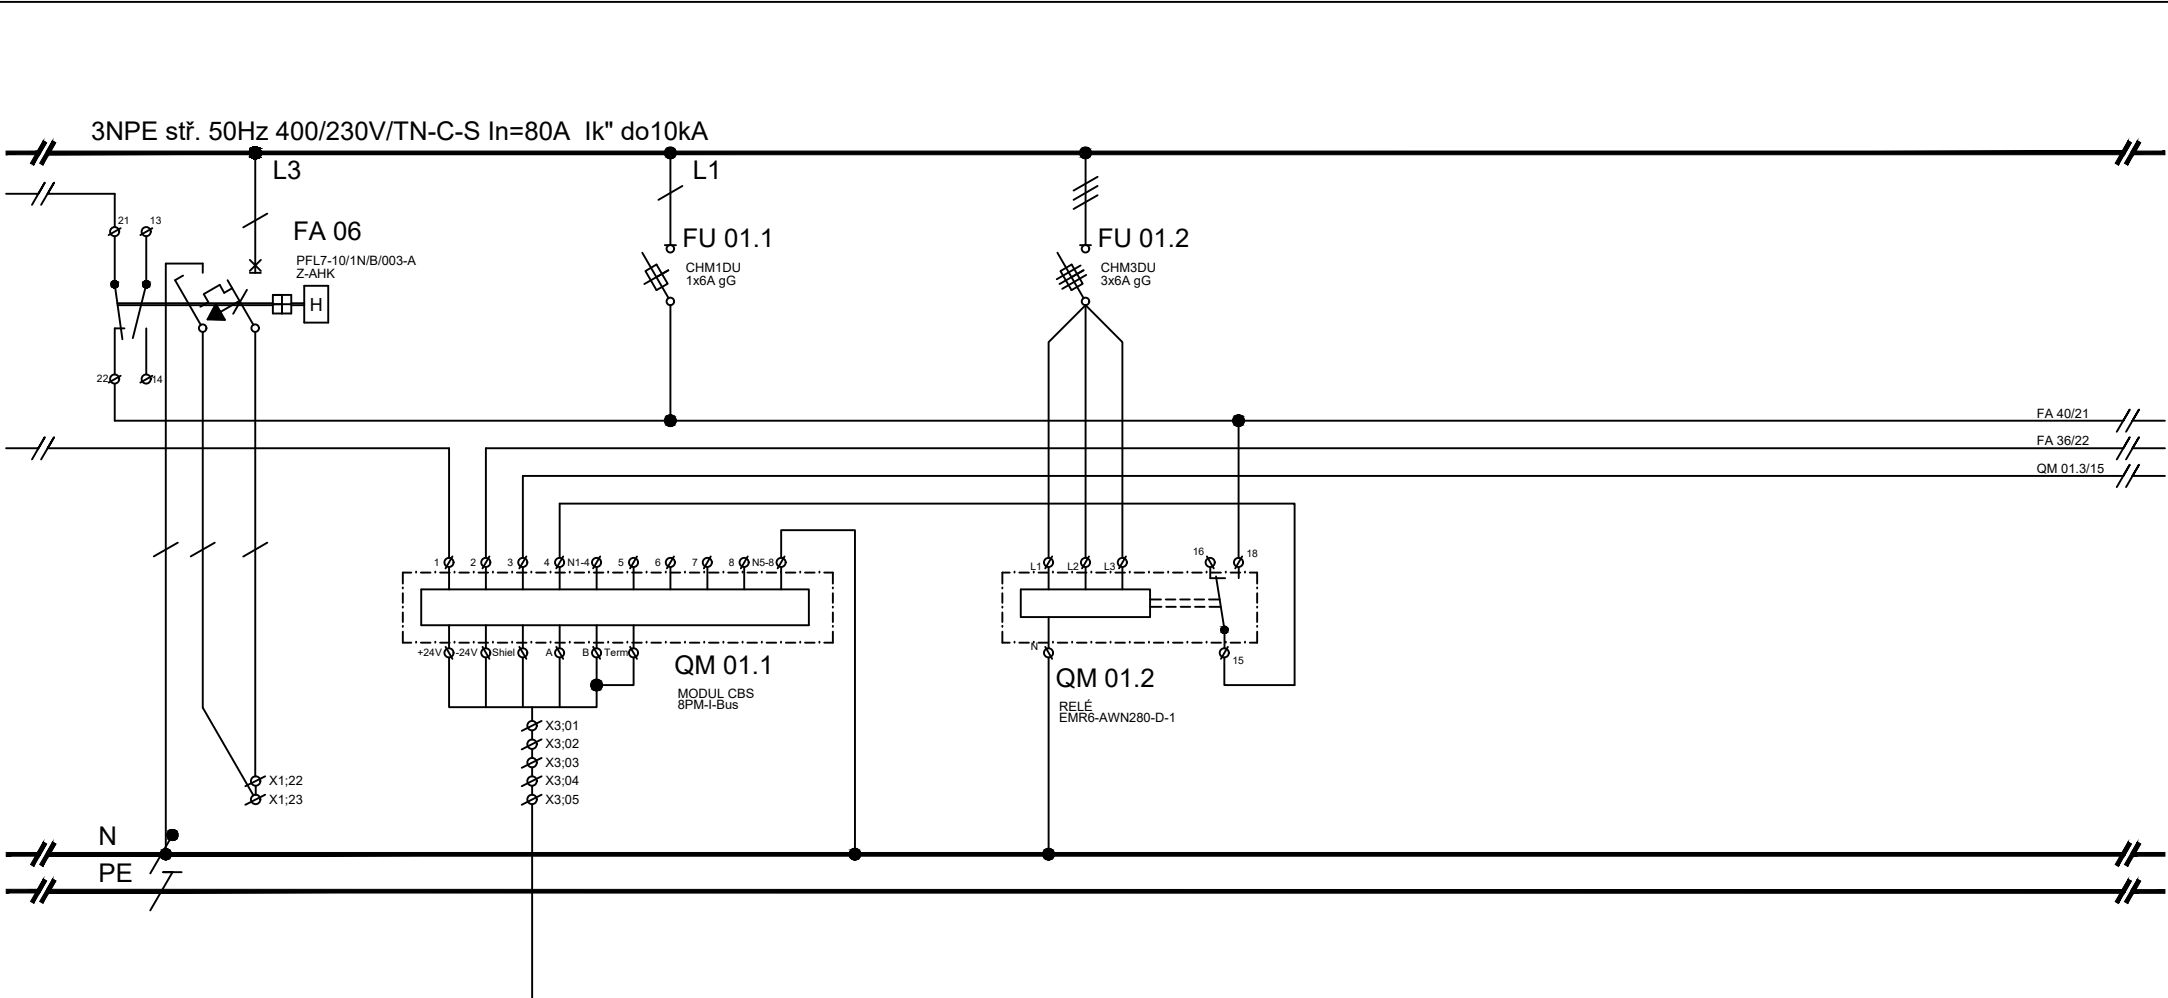 3NPE stř. 50Hz 400/230V/TN-C-S In=80A Ik" do10kA
L3
L1
21
13
FA 06
PFL7-10/1N/B/003-A
Z-AHK
H
FU 01.1
CHM1DU
1x6A gG
FU 01.2
CHM3DU
3x6A gG
22
14
FA 40/21
FA 36/22
QM 01.3/15
1
2
3
4
N1-4
5
6
7
8
N5-8
L1
L2
L3
16
18
+24V
-24V
Shiel
A
B
Term
QM 01.1
MODUL CBS
8PM-I-Bus
N
15
QM 01.2
RELÉ
EMR6-AWN280-D-1
X3;01
X3;02
X3;03
X3;04
X3;05
X1;22
X1;23
N
PE